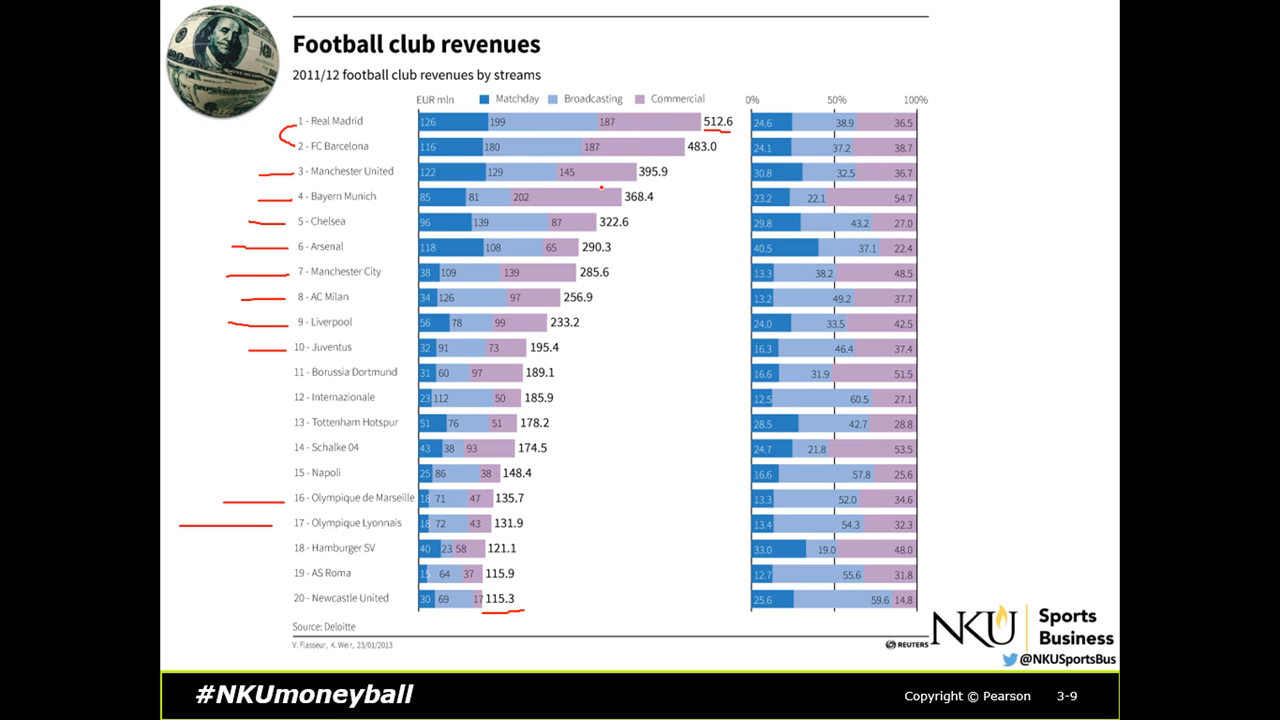 Football club revenues
2011/12 football club revenues by streams
EUR mln Matchday Broadcasting Commercial 0% 50% 100%
1 - Real Madrid 126 199 187 512.6 24.6 38.9 36.5
2 - FC Barcelona 116 180 187 483.0 24.1 37.2 38.7
3 - Manchester United 122 129 145 395.9 30.8 32.5 36.7
4 - Bayern Munich 85 81 202 368.4 23.2 22.1 54.7
5 - Chelsea 96 139 87 322.6 29.8 43.2 27.0
6 - Arsenal 118 108 65 290.3 40.5 37.1 22.4
7 - Manchester City 38 109 139 285.6 13.3 38.2 48.5
8 - AC Milan 34 126 97 256.9 13.2 49.2 37.7
9 - Liverpool 56 78 99 233.2 24.0 33.5 42.5
10 - Juventus 32 91 73 195.4 16.3 46.4 37.4
11 - Borussia Dortmund 31 60 97 189.1 16.6 31.9 51.5
12 - Internazionale 23 112 50 185.9 12.5 60.5 27.1
13 - Tottenham Hotspur 51 76 51 178.2 28.5 42.7 28.8
14 - Schalke 04 43 38 93 174.5 24.7 21.8 53.5
15 - Napoli 25 86 38 148.4 16.6 57.8 25.6
16 - Olympique de Marseille 18 71 47 135.7 13.3 52.0 34.6
17 - Olympique Lyonnais 18 72 43 131.9 13.4 54.3 32.3
18 - Hamburger SV 40 23 58 121.1 33.0 19.0 48.0
19 - AS Roma 15 64 37 115.9 12.7 55.6 31.8
20 - Newcastle United 30 69 17 115.3 25.6 59.6 14.8
Source: Deloitte
V. Flasseur, K. Weir, 23/01/2013
REUTERS
NKU Sports
Business
@NKUSportsBus
#NKUmoneyball
Copyright © Pearson 3-9